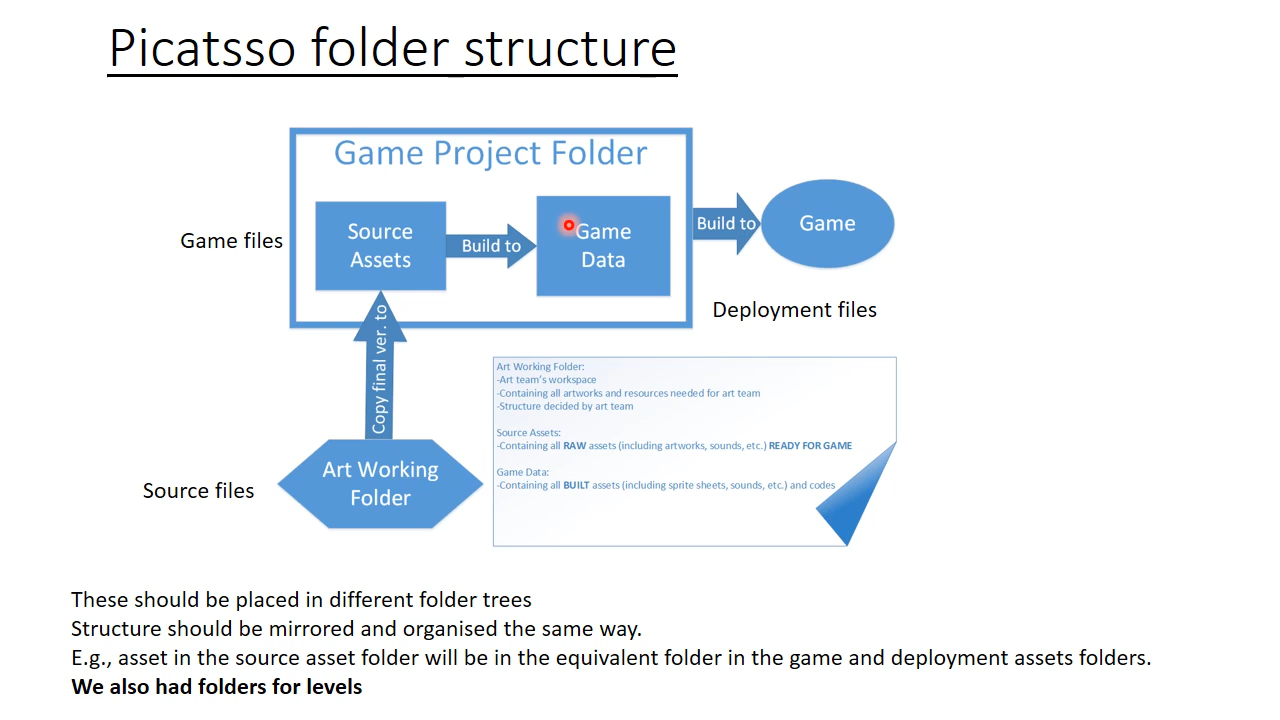 Picatsso folder structure
Game Project Folder
Game files
Source
Assets
Build to
Game
Data
Build to
Game
Deployment files
Copy final ver. to
Art Working Folder:
-Art team's workspace
-Containing all artworks and resources needed for art team
-Structure decided by art team
Source Assets:
-Containing all RAW assets (including artworks, sounds, etc.) READY FOR GAME
Game Data:
-Containing all BUILT assets (including sprite sheets, sounds, etc.) and codes
Source files
Art Working
Folder
These should be placed in different folder trees
Structure should be mirrored and organised the same way.
E.g., asset in the source asset folder will be in the equivalent folder in the game and deployment assets folders.
We also had folders for levels